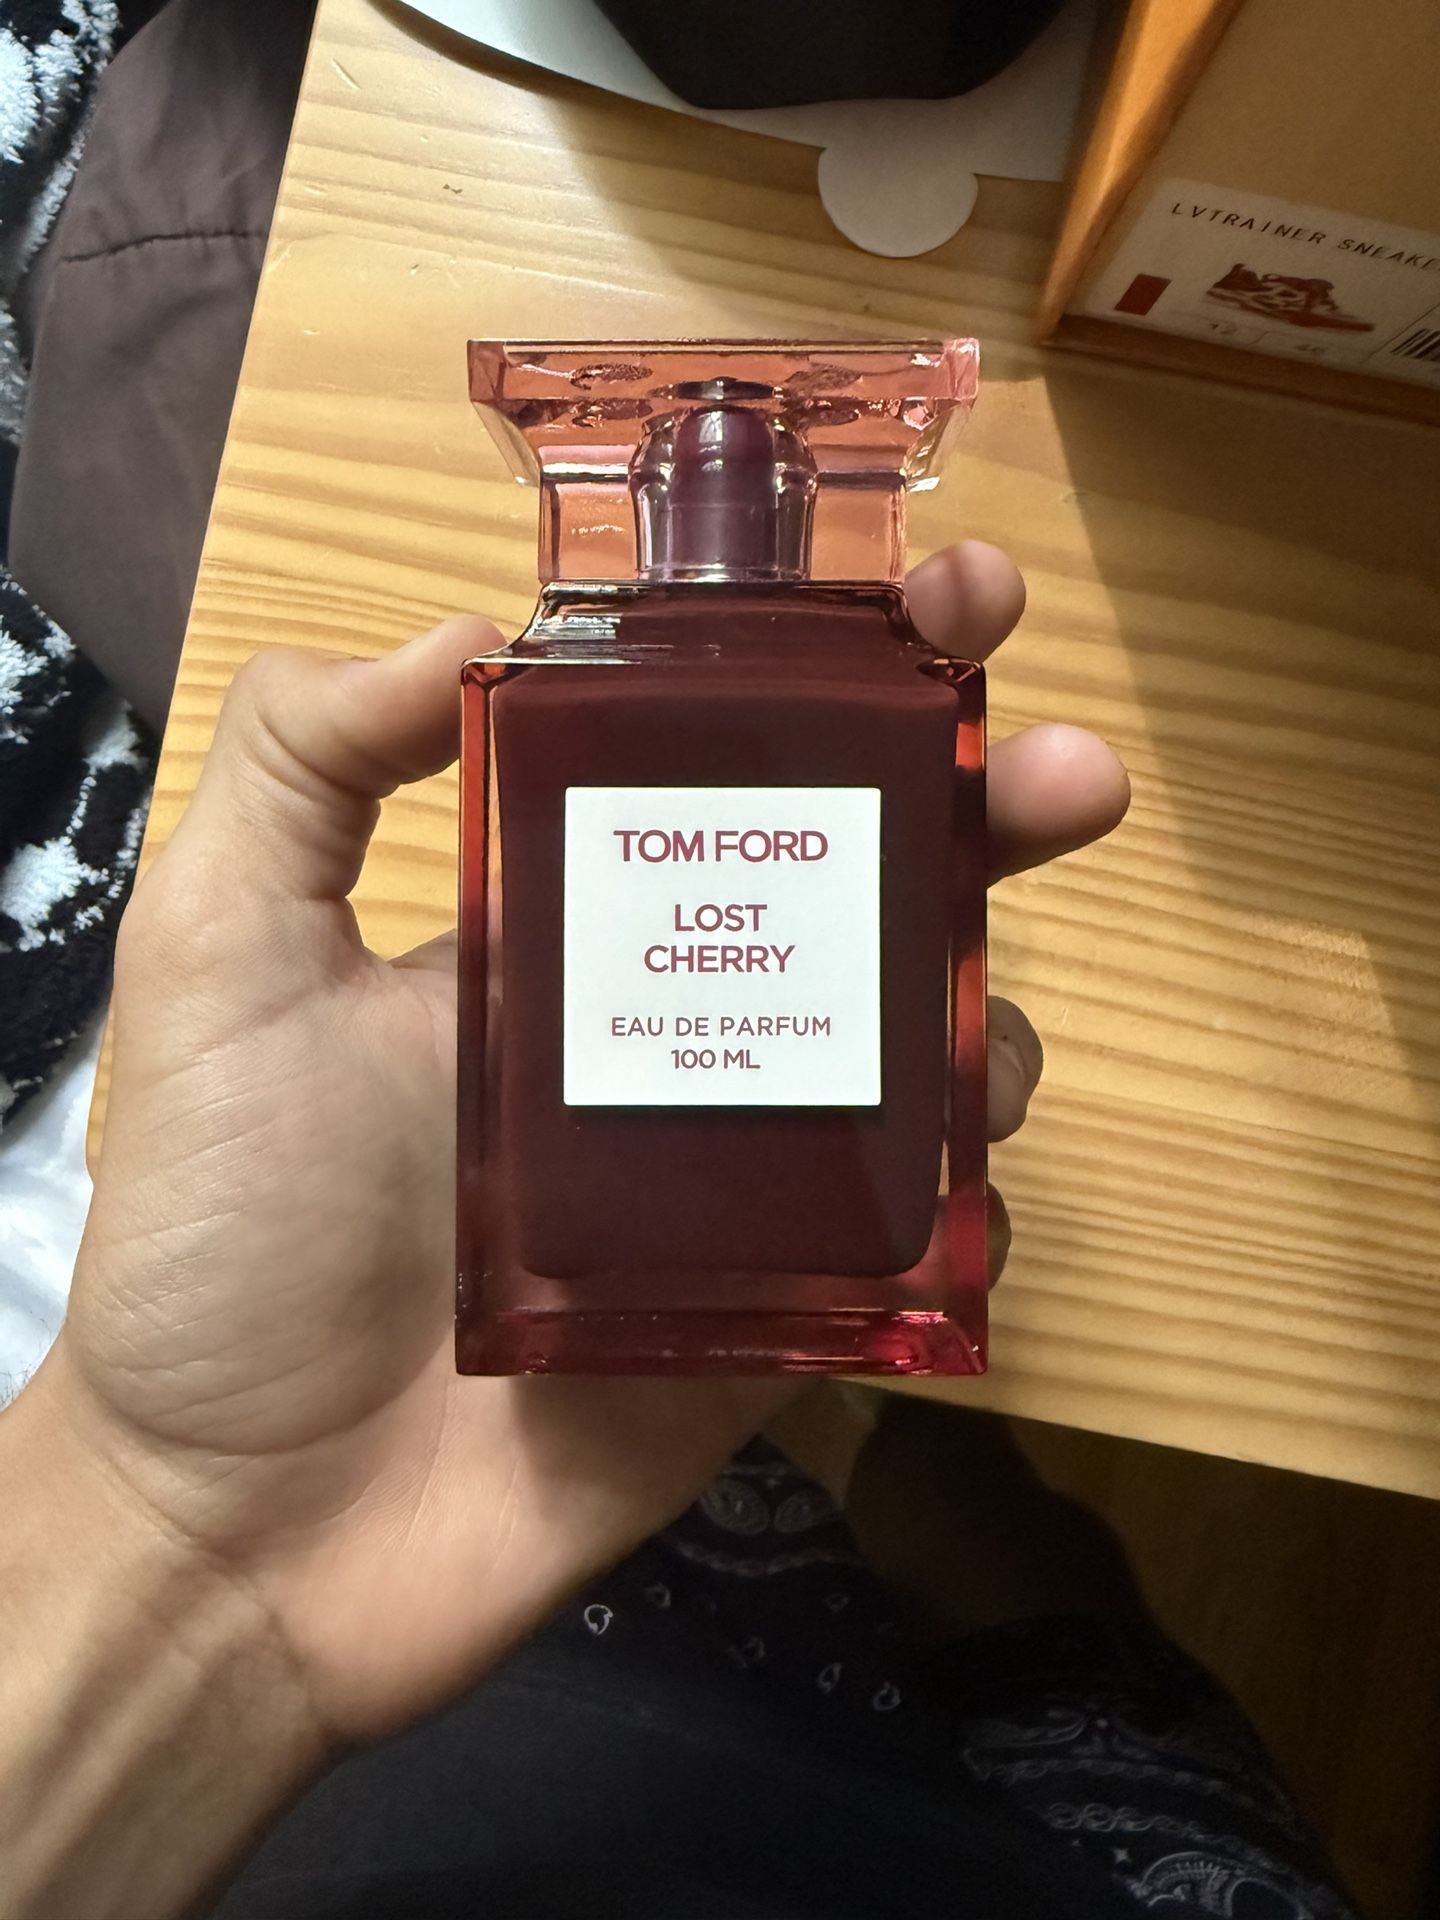 LVTRAINER SNEAKE
TOM FORD
LOST
CHERRY
EAU DE PARFUM
100 ML